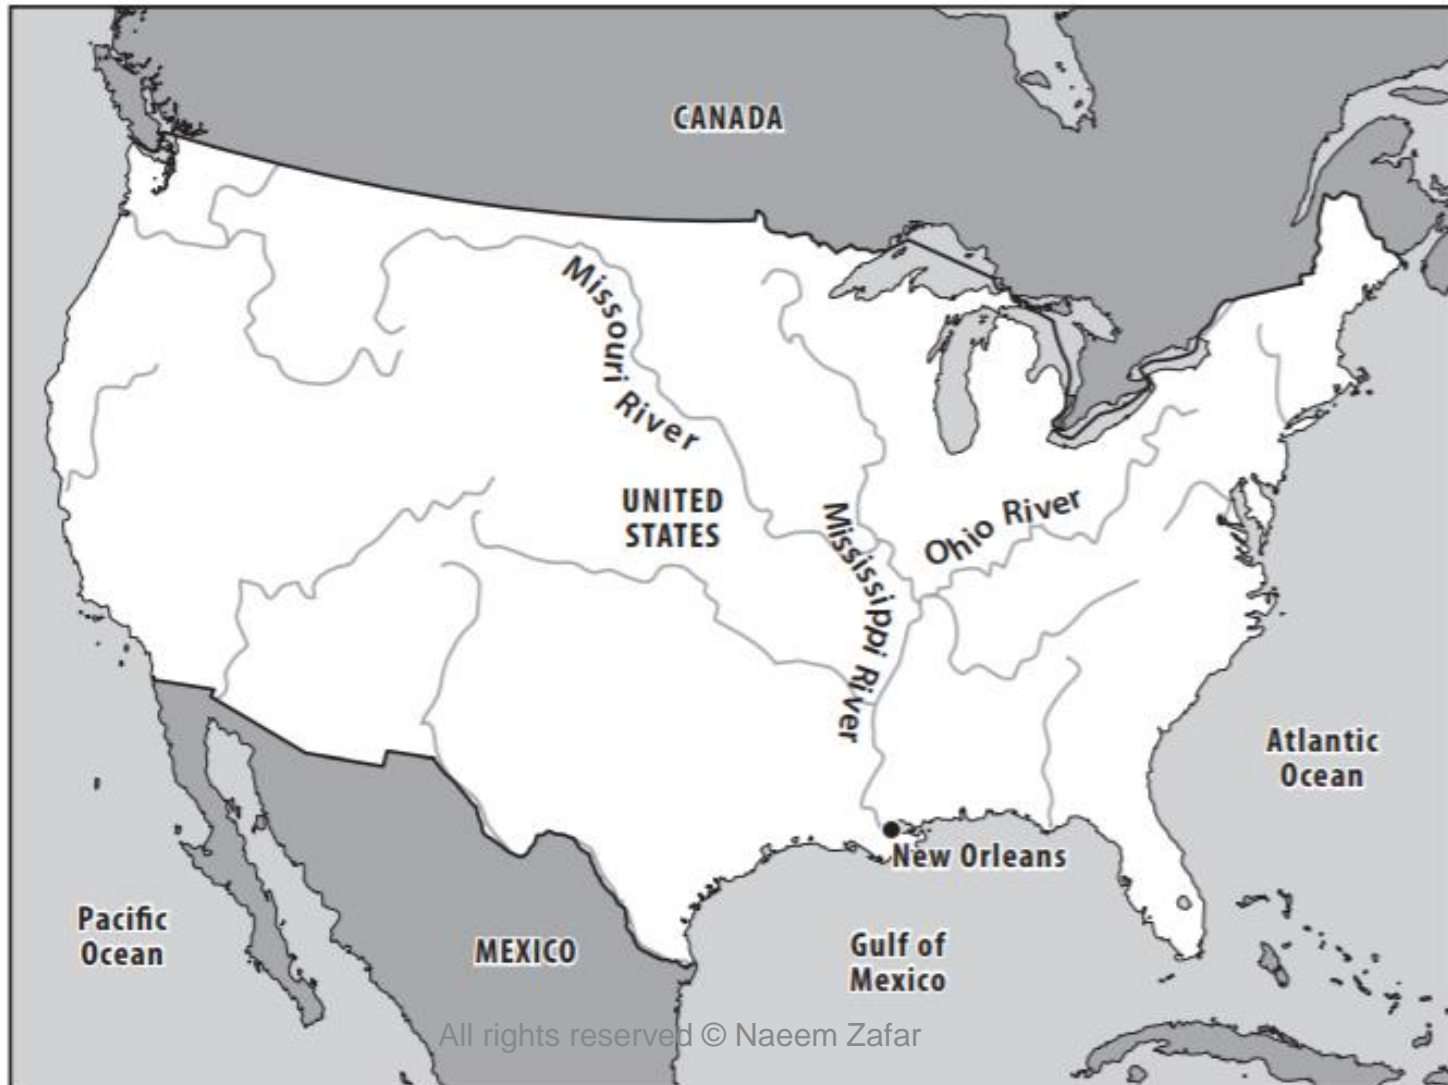 CANADA
Missouri River
UNITED
STATES
Mississippi River
Ohio River
Atlantic
Ocean
New Orleans
Pacific
Ocean
MEXICO
Gulf of
Mexico
All rights reserved © Naeem Zafar